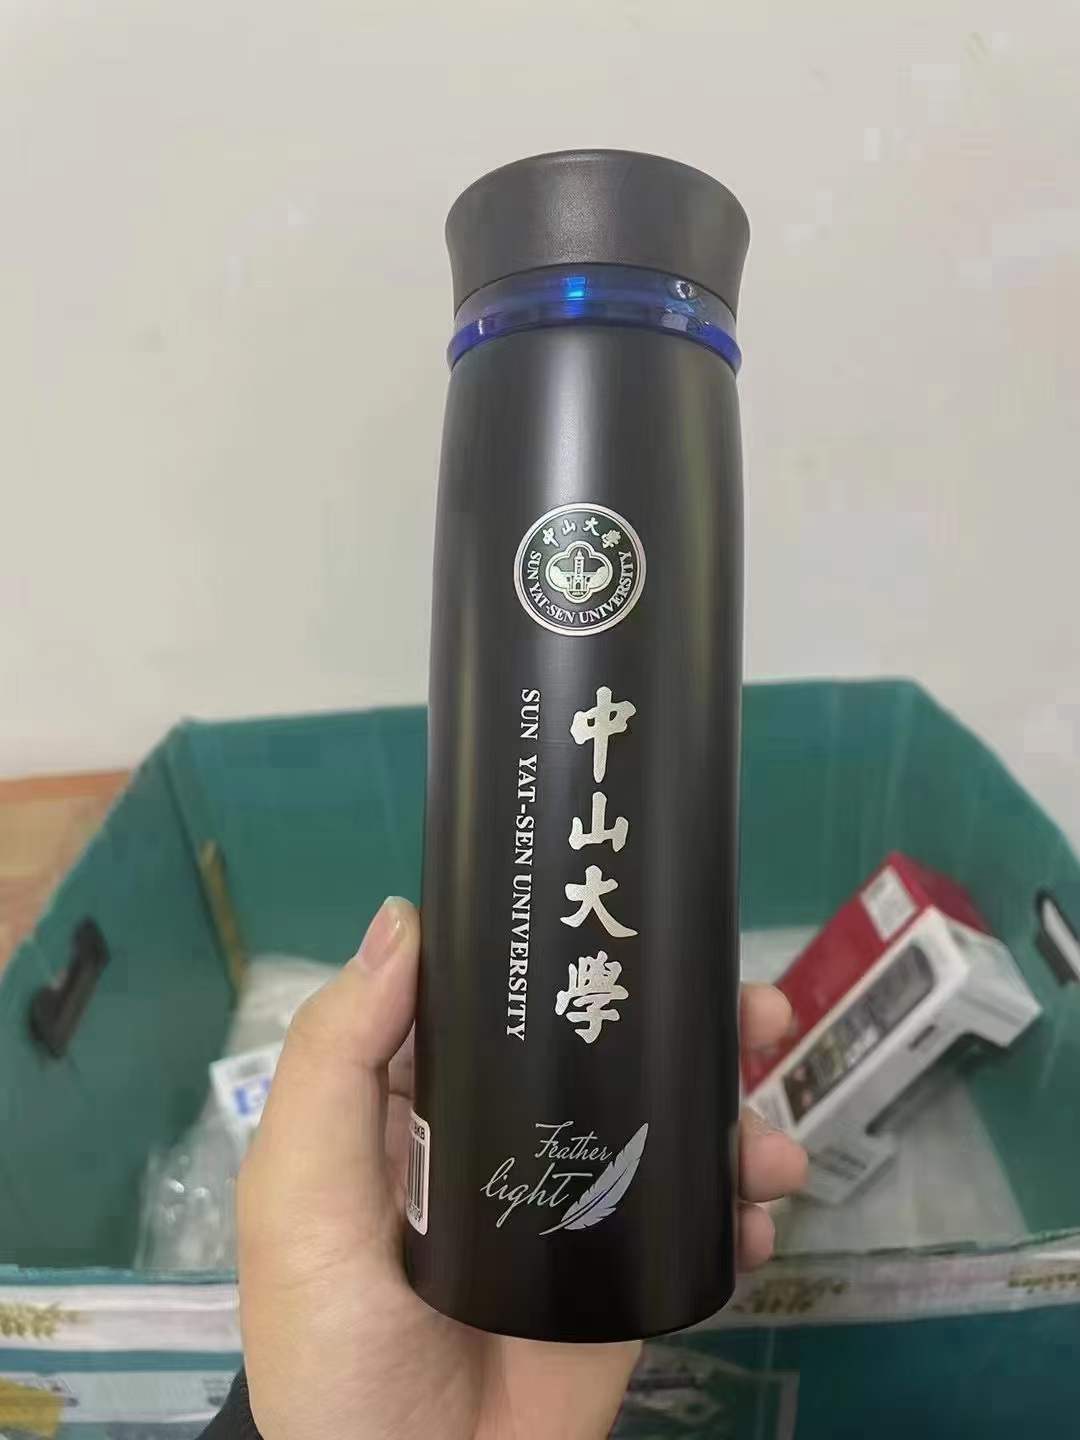 中山大學
SUN YAT-SEN UNIVERSITY
中山大學
SUN YAT-SEN UNIVERSITY
Feather
light